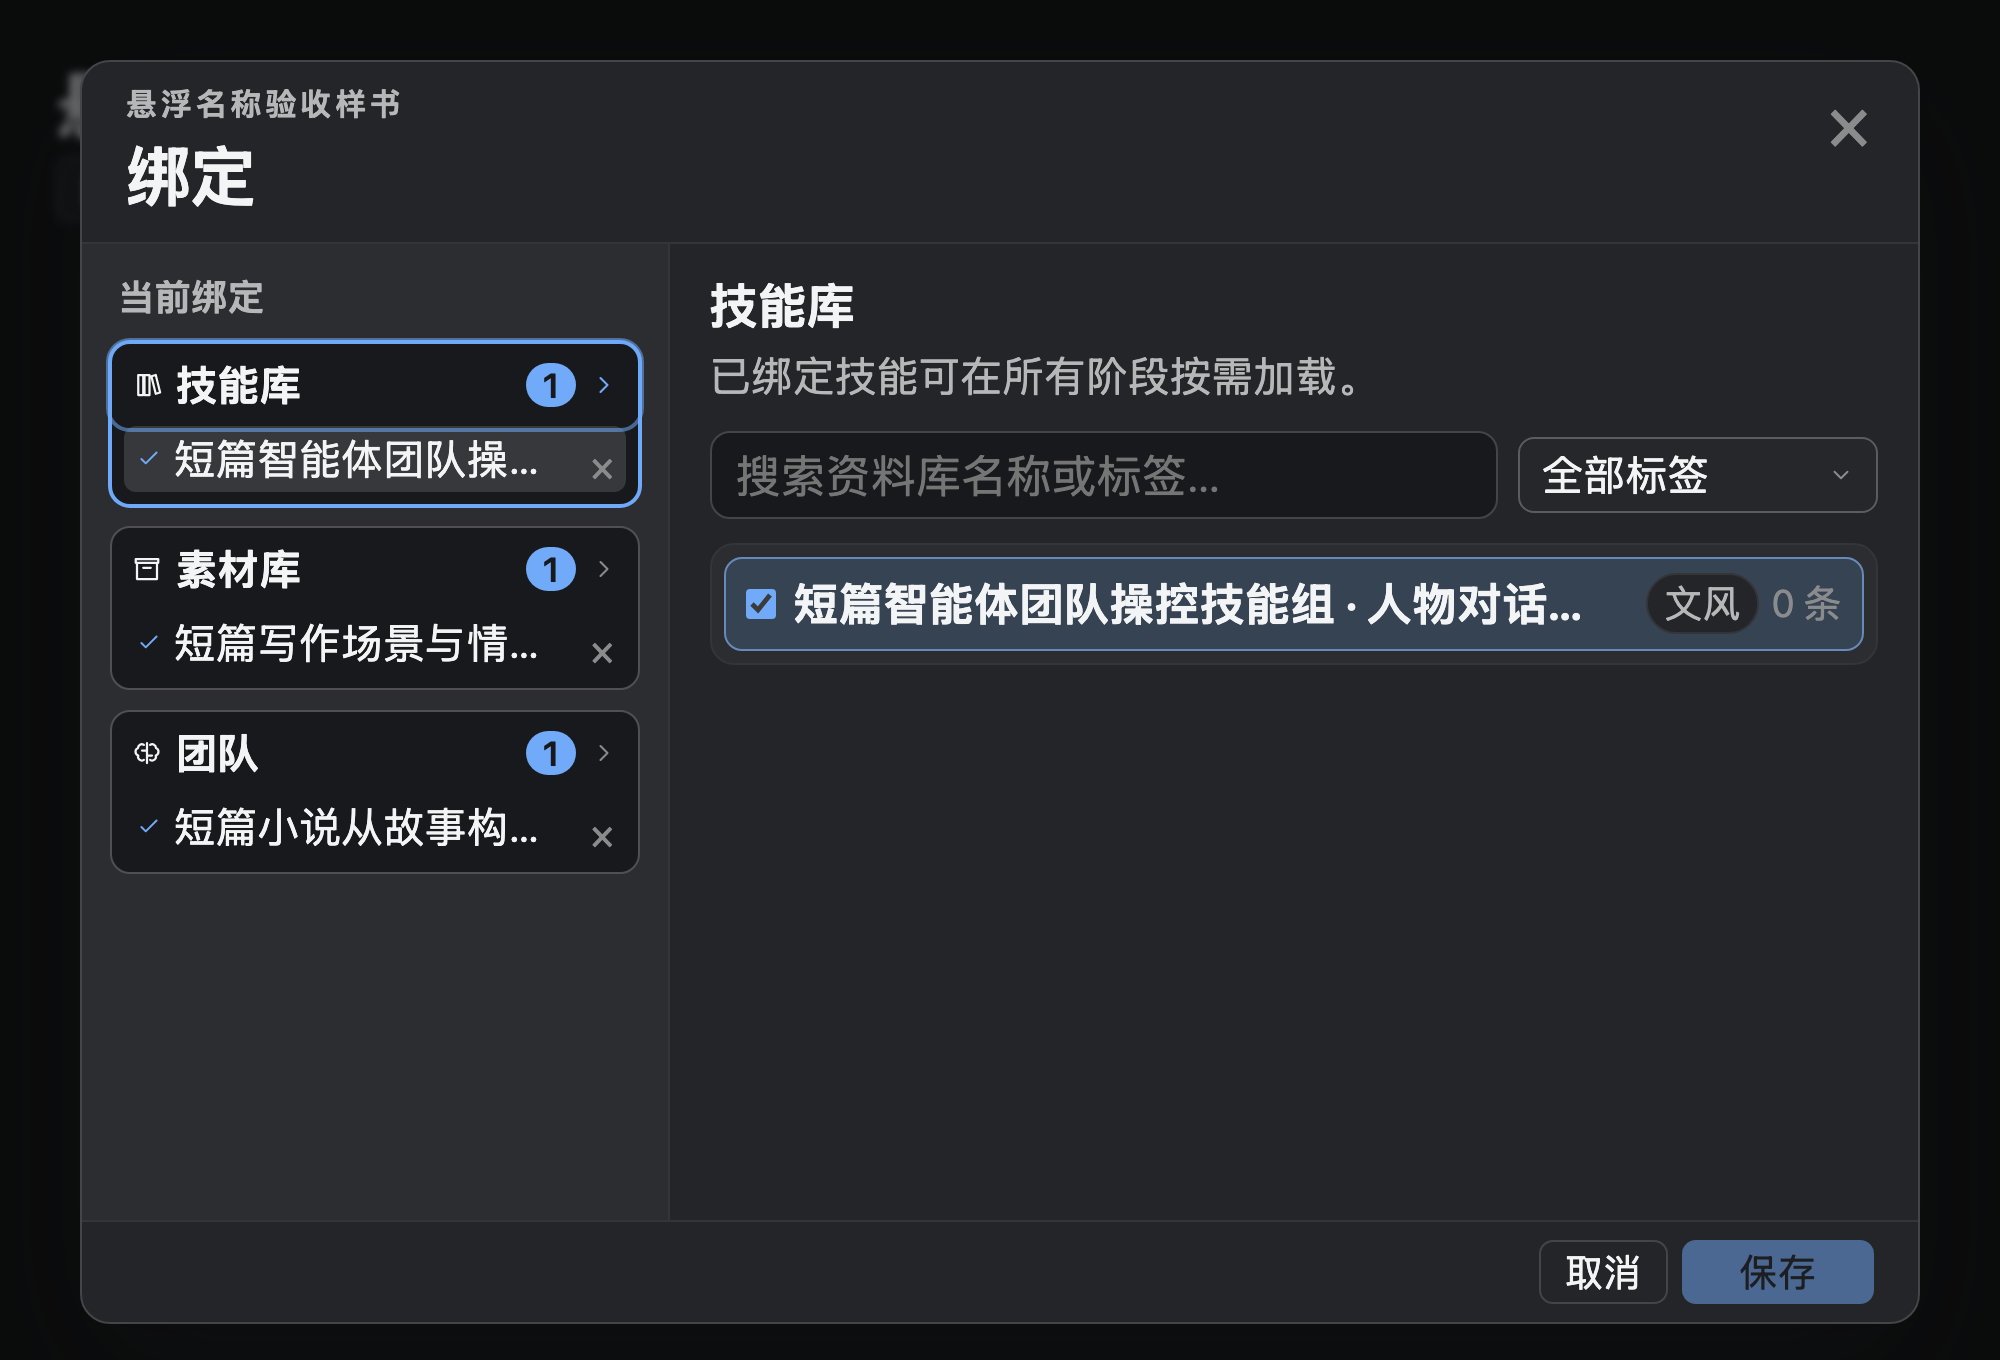 悬浮名称验收样书
绑定
当前绑定
技能库 1
短篇智能体团队操...
素材库 1
短篇写作场景与情...
团队 1
短篇小说从故事构...
技能库
已绑定技能可在所有阶段按需加载。
搜索资料库名称或标签...
全部标签
短篇智能体团队操控技能组 · 人物对话... 文风 0 条
取消
保存